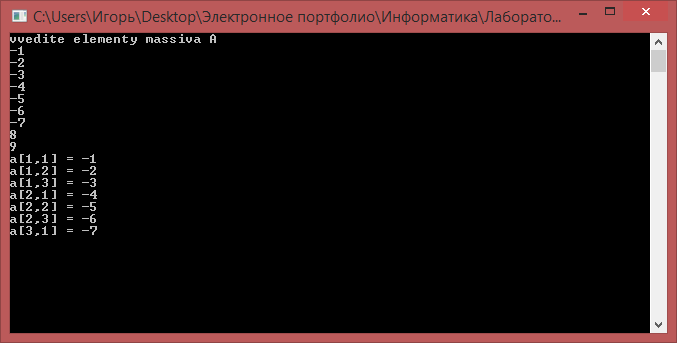 C:\Users\Игорь\Desktop\Электронное портфолио\Информатика\Лаборато...
vvedite elementy massiva A
-1
-2
-3
-4
-5
-6
-7
8
9
a[1,1] = -1
a[1,2] = -2
a[1,3] = -3
a[2,1] = -4
a[2,2] = -5
a[2,3] = -6
a[3,1] = -7